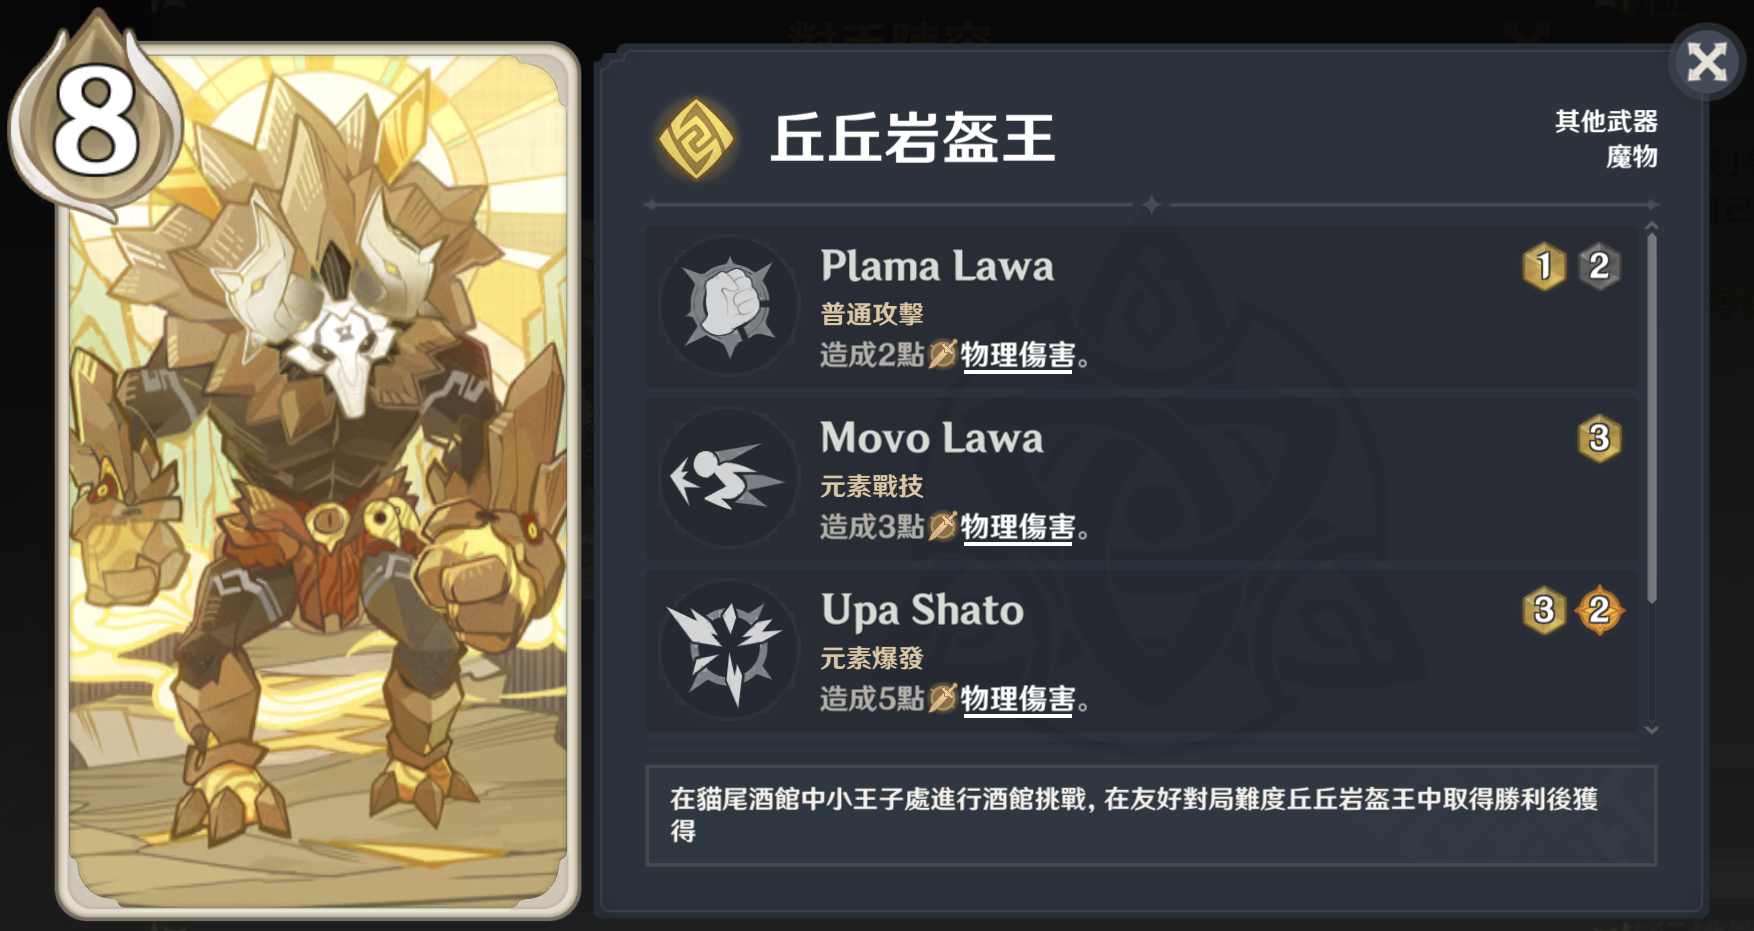 8
丘丘岩盔王
其他武器
魔物
Plama Lawa
1 2
普通攻擊
造成2點物理傷害。
Movo Lawa
3
元素戰技
造成3點物理傷害。
Upa Shato
3 2
元素爆發
造成5點物理傷害。
在貓尾酒館中小王子處進行酒館挑戰, 在友好對局難度丘丘岩盔王中取得勝利後獲
得